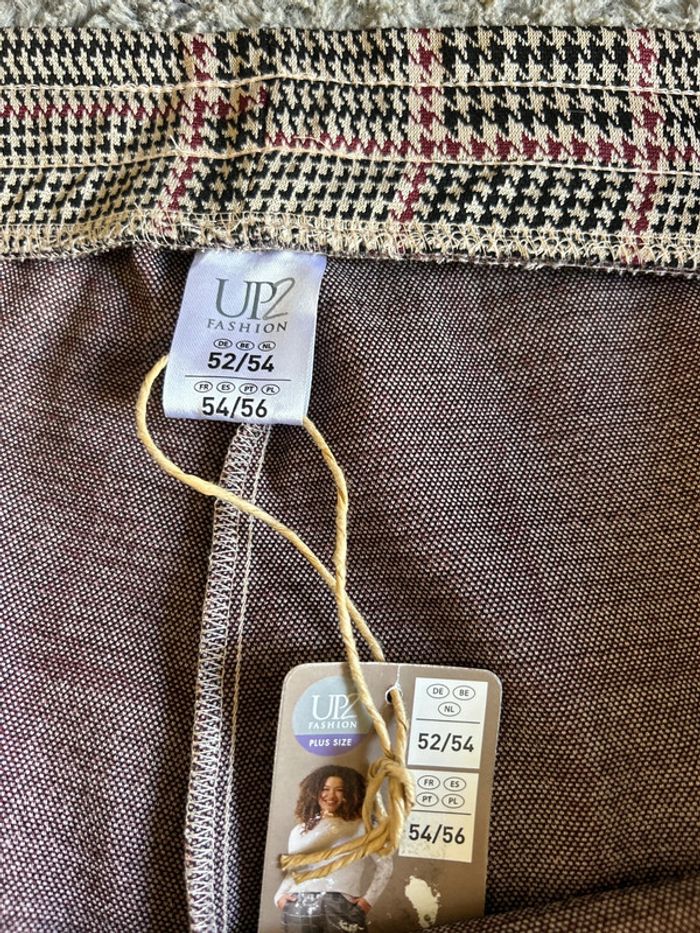 UP2
FASHION
DE BE NL
52/54
FR ES PT PL
54/56
UP2
FASHION
PLUS SIZE
DE BE
NL
52/54
FR ES
PT PL
54/56